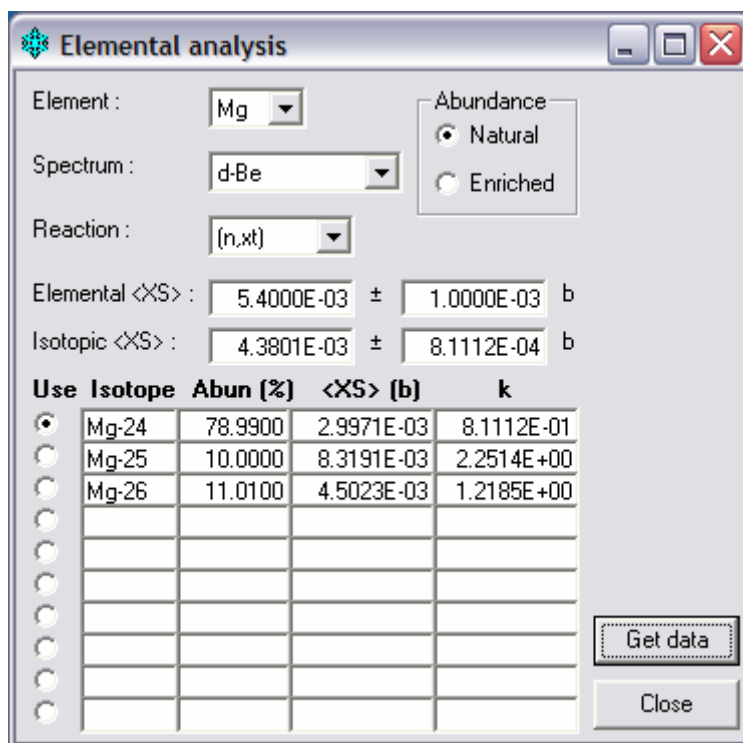 Elemental analysis
Element : Mg
Abundance
Natural
Spectrum : d-Be
Enriched
Reaction : (n,xt)
Elemental <XS> : 5.4000E-03 ± 1.0000E-03 b
Isotopic <XS> : 4.3801E-03 ± 8.1112E-04 b
Use Isotope Abun (%) <XS> (b) k
Mg-24 78.9900 2.9971E-03 8.1112E-01
Mg-25 10.0000 8.3191E-03 2.2514E+00
Mg-26 11.0100 4.5023E-03 1.2185E+00
Get data
Close